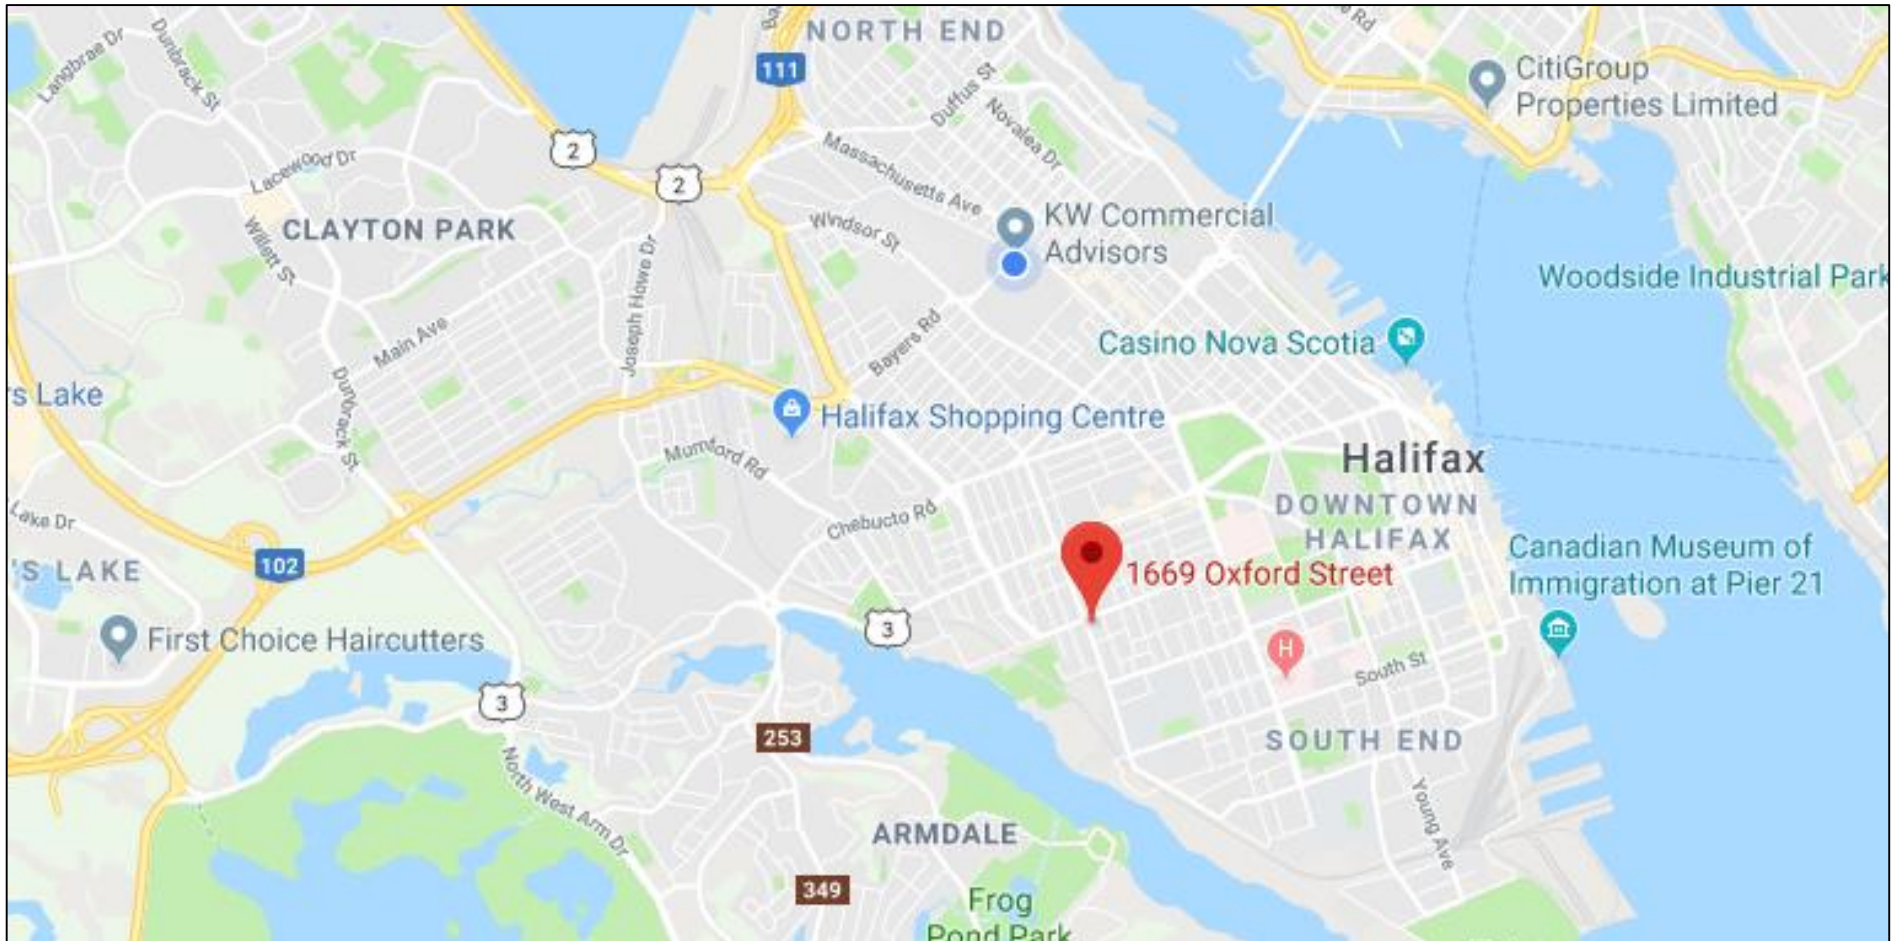 NORTH END
111
Langbrae Dr
Dunbrack St
Duffus St
Novalea Dr
CitiGroup
Properties Limited
2
2
Massachusetts Ave
Lacewood Dr
KW Commercial
Advisors
CLAYTON PARK
Willett St
Windsor St
Joseph Howe Dr
Woodside Industrial Park
Main Ave
Bayers Rd
Casino Nova Scotia
rs Lake
Dunbrack St
Halifax Shopping Centre
Mumford Rd
Halifax
DOWNTOWN
HALIFAX
Lake Dr
Chebucto Rd
'S LAKE
102
1669 Oxford Street
Canadian Museum of
Immigration at Pier 21
First Choice Haircutters
3
H
South St
3
253
SOUTH END
North West Arm Dr
Young Ave
ARMDALE
349
Frog
Pond Park